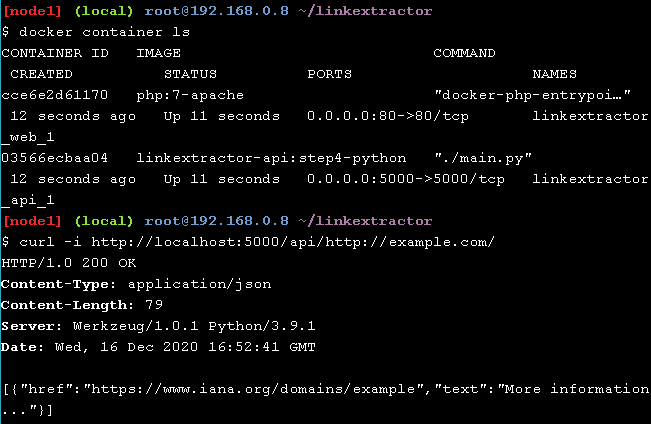 [node1] (local) root@192.168.0.8 ~/linkextractor
$ docker container ls
CONTAINER ID   IMAGE                         COMMAND
 CREATED          STATUS          PORTS                    NAMES
cce6e2d61170   php:7-apache                  "docker-php-entrypoi…"
 12 seconds ago   Up 11 seconds   0.0.0.0:80->80/tcp       linkextractor
_web_1
03566ecbaa04   linkextractor-api:step4-python   "./main.py"
 12 seconds ago   Up 11 seconds   0.0.0.0:5000->5000/tcp   linkextractor
_api_1
[node1] (local) root@192.168.0.8 ~/linkextractor
$ curl -i http://localhost:5000/api/http://example.com/
HTTP/1.0 200 OK
Content-Type: application/json
Content-Length: 79
Server: Werkzeug/1.0.1 Python/3.9.1
Date: Wed, 16 Dec 2020 16:52:41 GMT

[{"href":"https://www.iana.org/domains/example","text":"More information
..."}]